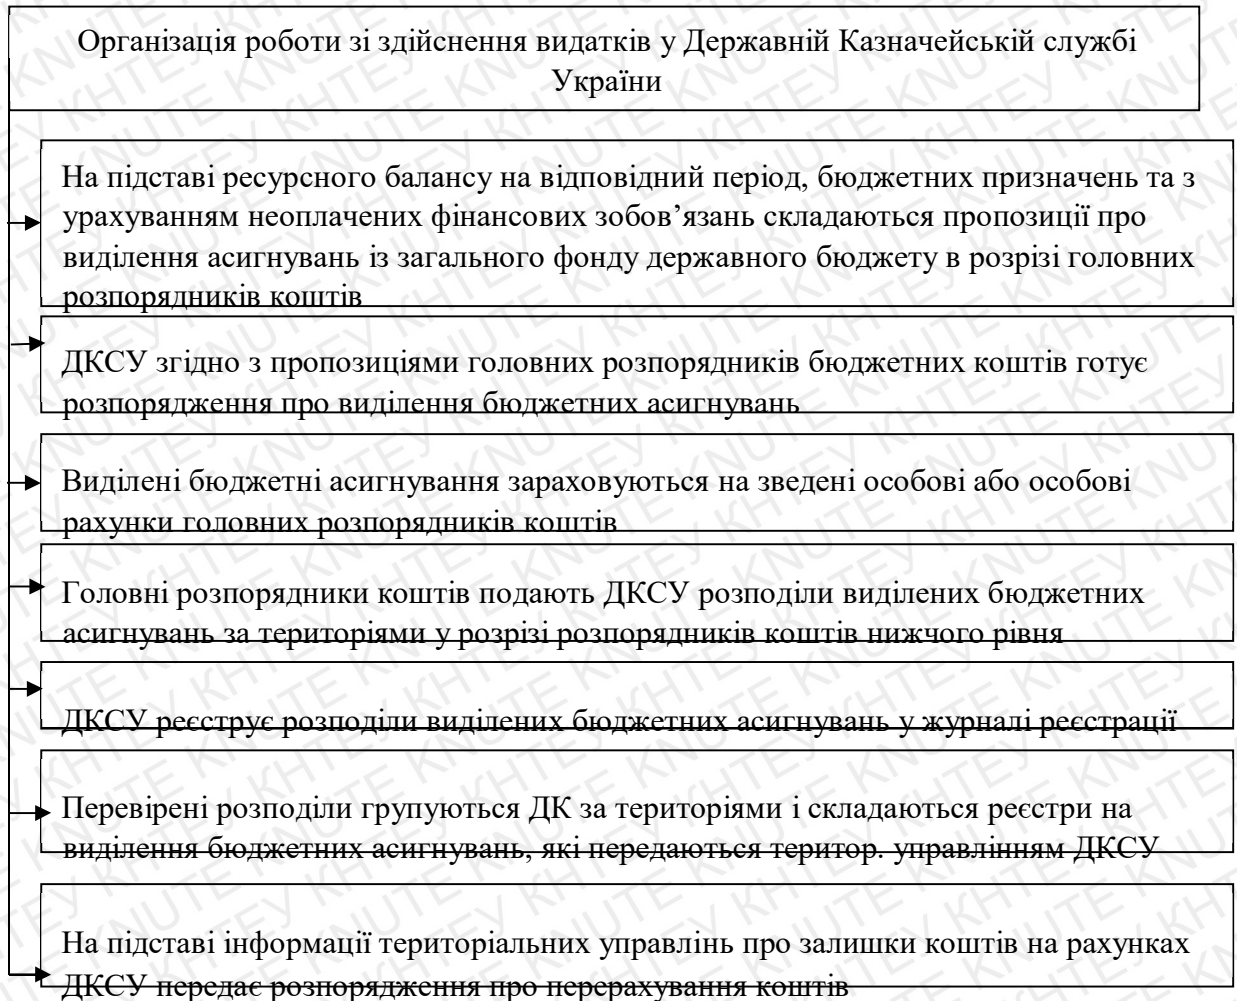 Організація роботи зі здійснення видатків у Державній Казначейській службі
України
На підставі ресурсного балансу на відповідний період, бюджетних призначень та з
урахуванням неоплачених фінансових зобов’язань складаються пропозиції про
виділення асигнувань із загального фонду державного бюджету в розрізі головних
розпорядників коштів
ДКСУ згідно з пропозиціями головних розпорядників бюджетних коштів готує
розпорядження про виділення бюджетних асигнувань
Виділені бюджетні асигнування зараховуються на зведені особові або особові
рахунки головних розпорядників коштів
Головні розпорядники коштів подають ДКСУ розподіли виділених бюджетних
асигнувань за територіями у розрізі розпорядників коштів нижчого рівня
ДКСУ реєструє розподіли виділених бюджетних асигнувань у журналі реєстрації
Перевірені розподіли групуються ДК за територіями і складаються реєстри на
виділення бюджетних асигнувань, які передаються територ. управлінням ДКСУ
На підставі інформації територіальних управлінь про залишки коштів на рахунках
ДКСУ передає розпорядження про перерахування коштів